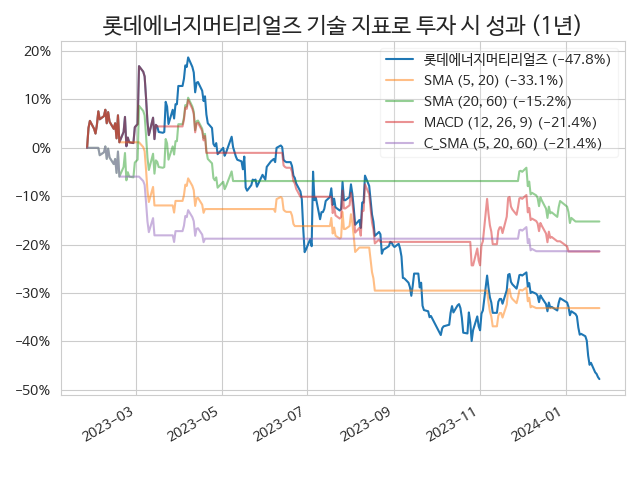 롯데에너지머티리얼즈 기술 지표로 투자 시 성과 (1년)
롯데에너지머티리얼즈 (−47.8%)
SMA (5, 20) (−33.1%)
SMA (20, 60) (−15.2%)
MACD (12, 26, 9) (−21.4%)
C_SMA (5, 20, 60) (−21.4%)
20%
10%
0%
−10%
−20%
−30%
−40%
−50%
2023−03
2023−05
2023−07
2023−09
2023−11
2024−01